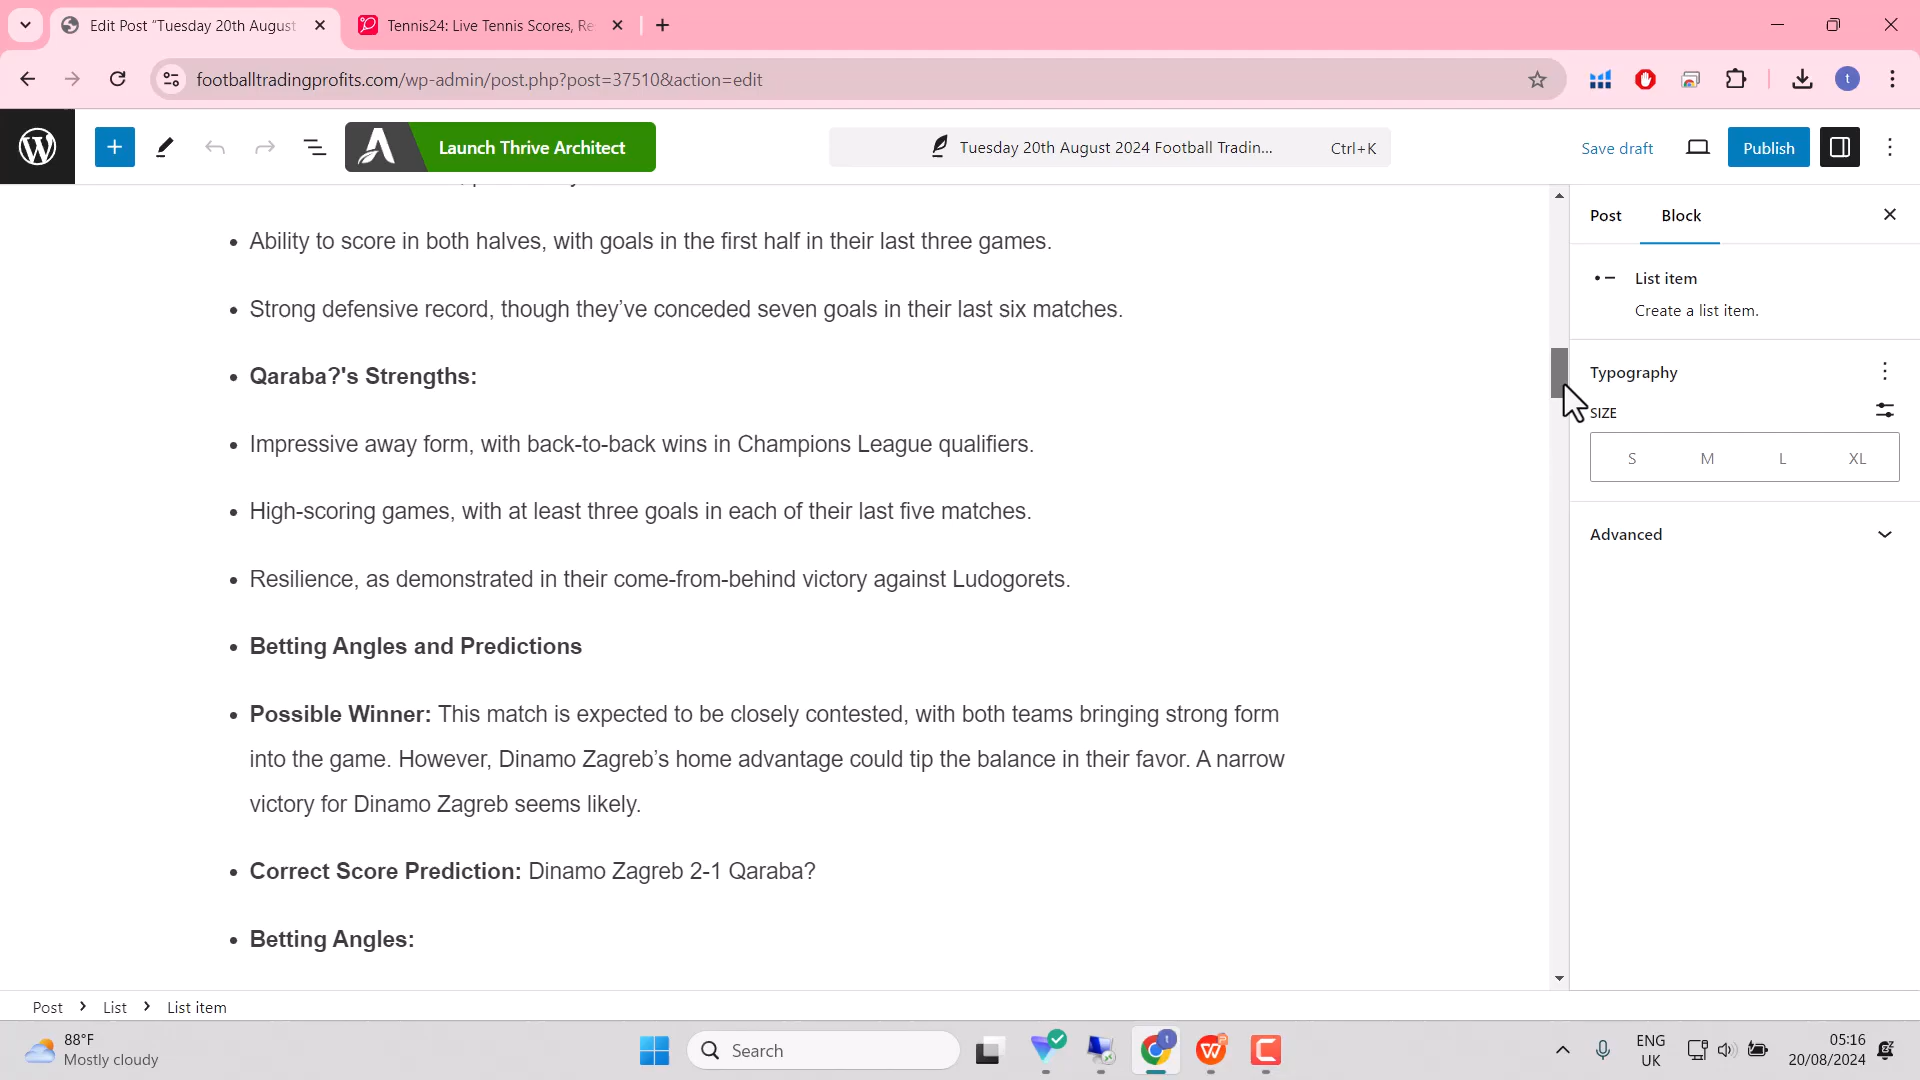 Edit Post "Tuesday 20th August
Tennis24: Live Tennis Scores, Re
footballtradingprofits.com/wp-admin/post.php?post=37510&action=edit
t
Launch Thrive Architect
Tuesday 20th August 2024 Football Tradin... Ctrl+K
Save draft
Publish
Ability to score in both halves, with goals in the first half in their last three games.
Strong defensive record, though they've conceded seven goals in their last six matches.
Qaraba?'s Strengths:
Impressive away form, with back-to-back wins in Champions League qualifiers.
High-scoring games, with at least three goals in each of their last five matches.
Resilience, as demonstrated in their come-from-behind victory against Ludogorets.
Betting Angles and Predictions
Possible Winner: This match is expected to be closely contested, with both teams bringing strong form
into the game. However, Dinamo Zagreb's home advantage could tip the balance in their favor. A narrow
victory for Dinamo Zagreb seems likely.
Correct Score Prediction: Dinamo Zagreb 2-1 Qaraba?
Betting Angles:
Post Block
List item
Create a list item.
Typography
SIZE
S M L XL
Advanced
Post List List item
88°F
Mostly cloudy
Search
ENG
UK
05:16
20/08/2024